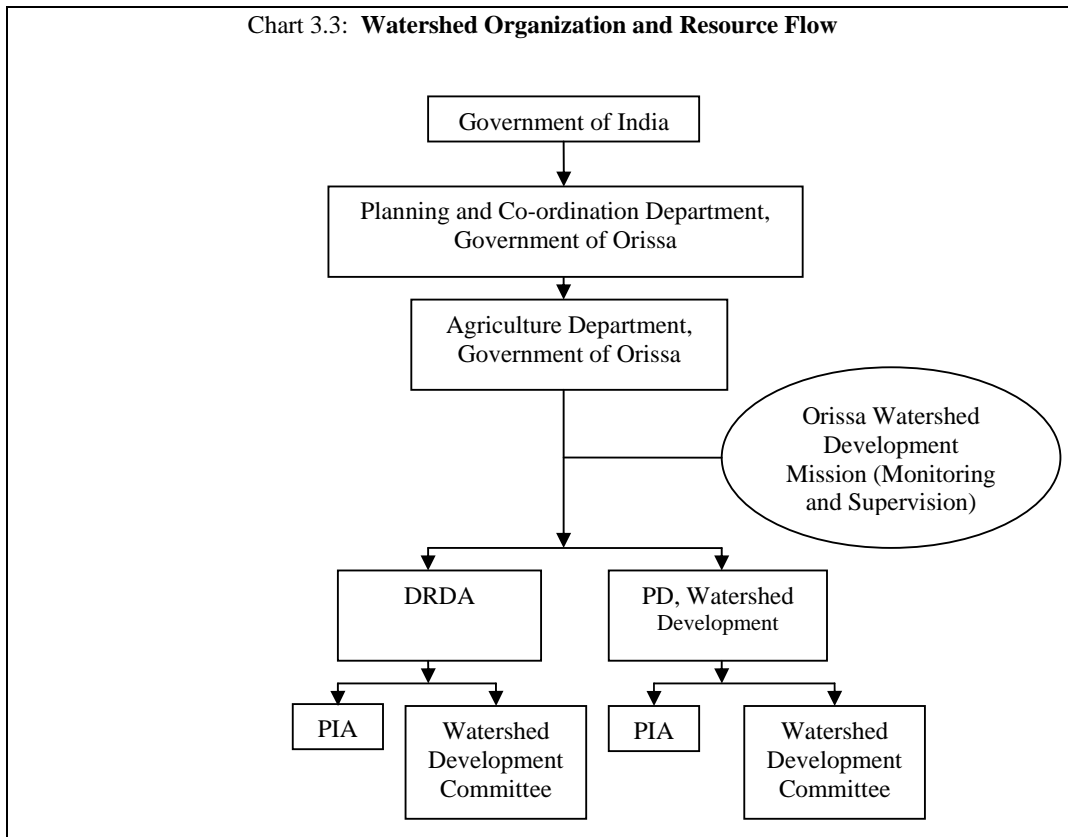 Chart 3.3: Watershed Organization and Resource Flow
Government of India
Planning and Co-ordination Department,
Government of Orissa
Agriculture Department,
Government of Orissa
Orissa Watershed
Development
Mission (Monitoring
and Supervision)
DRDA
PD, Watershed
Development
PIA
Watershed
Development
Committee
PIA
Watershed
Development
Committee